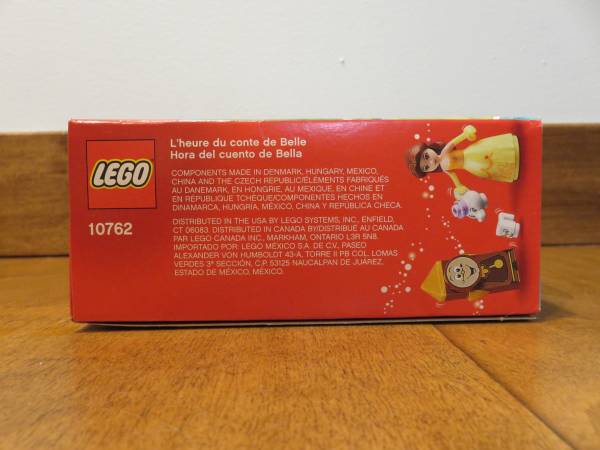 LEGO
10762
L'heure du conte de Belle
Hora del cuento de Bella
COMPONENTS MADE IN DENMARK, HUNGARY, MEXICO,
CHINA AND THE CZECH REPUBLIC/ÉLÉMENTS FABRIQUÉS
AU DANEMARK, EN HONGRIE, AU MEXIQUE, EN CHINE ET
EN RÉPUBLIQUE TCHÈQUE/COMPONENTES HECHOS EN
DINAMARCA, HUNGRÍA, MÉXICO, CHINA Y REPÚBLICA CHECA.
DISTRIBUTED IN THE USA BY LEGO SYSTEMS, INC., ENFIELD,
CT 06083. DISTRIBUTED IN CANADA BY/DISTRIBUÉ AU CANADA
PAR LEGO CANADA INC., MARKHAM, ONTARIO L3R 5N8.
IMPORTADO POR: LEGO MÉXICO S.A. DE C.V., PASEO
ALEXANDER VON HUMBOLDT 43-A, TORRE II PB COL. LOMAS
VERDES 3ª SECCIÓN, C.P. 53125 NAUCALPAN DE JUÁREZ,
ESTADO DE MÉXICO, MÉXICO.